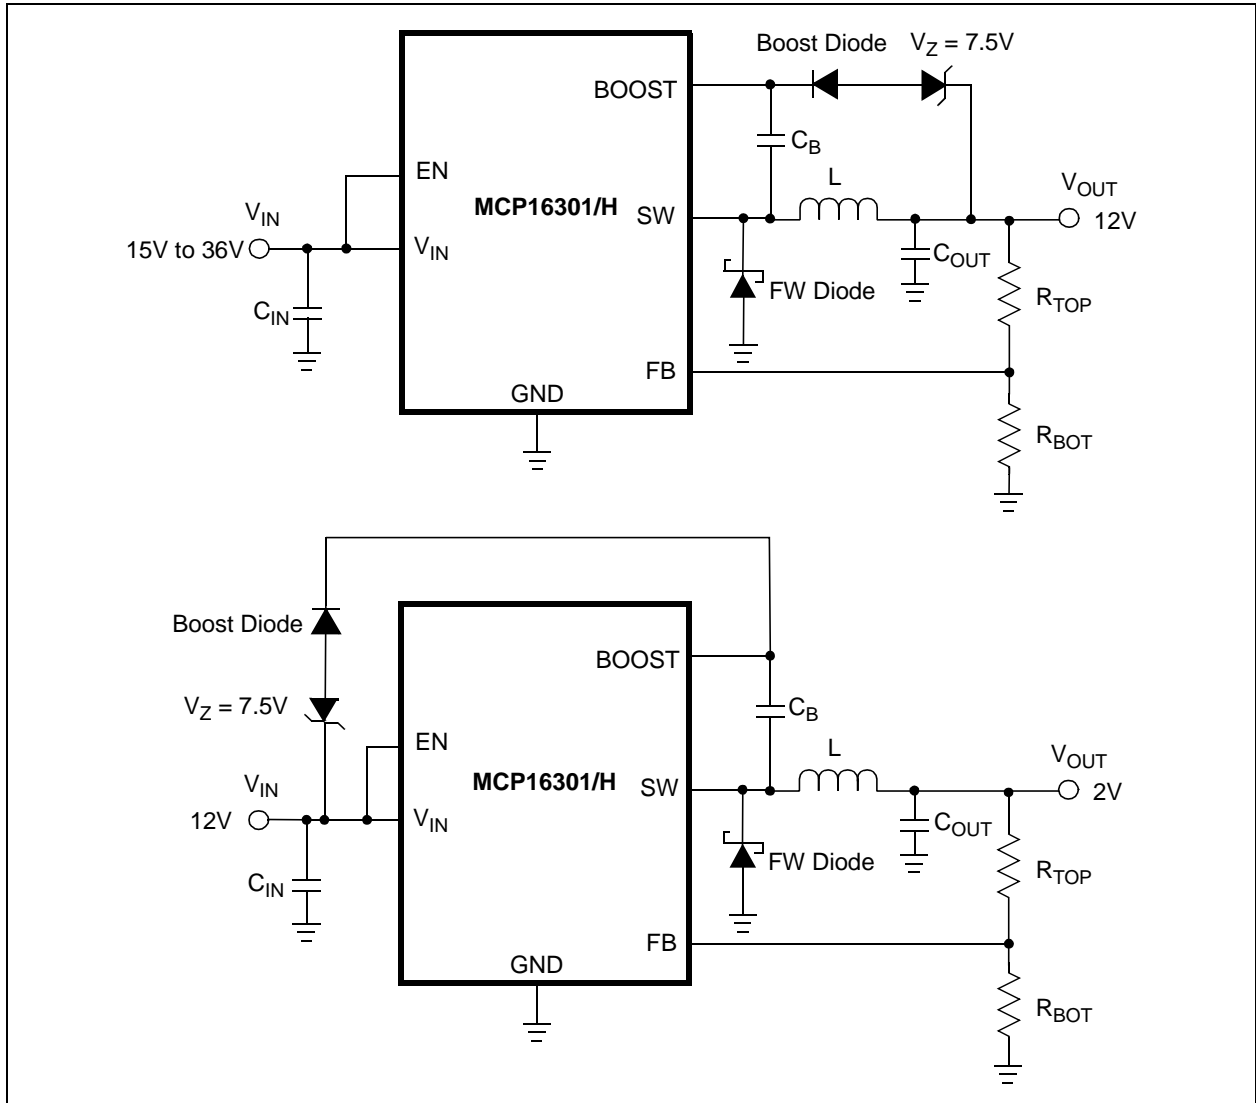 Boost Diode V_Z = 7.5V
BOOST
C_B
EN
L
V_OUT
V_IN
MCP16301/H
SW
12V
15V to 36V
V_IN
C_OUT
FW Diode
C_IN
R_TOP
FB
GND
R_BOT
Boost Diode
BOOST
V_Z = 7.5V
C_B
EN
L
V_OUT
V_IN
MCP16301/H
SW
2V
12V
V_IN
C_OUT
FW Diode
C_IN
R_TOP
FB
GND
R_BOT